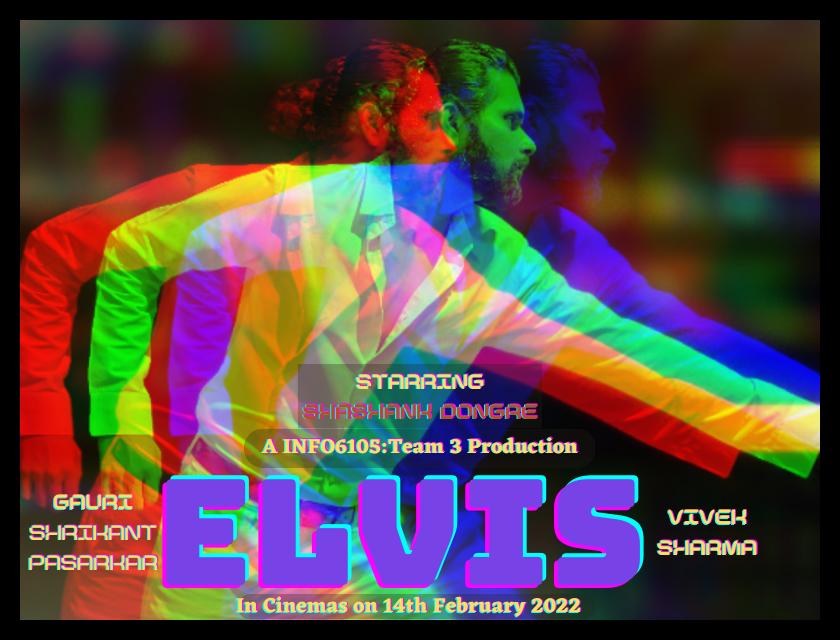 STARRING
SHASHANK DONGRE
A INFO6105:Team 3 Production
GAURI
SHRIKANT
PASARKAR
ELVIS
VIVEK
SHARMA
In Cinemas on 14th February 2022